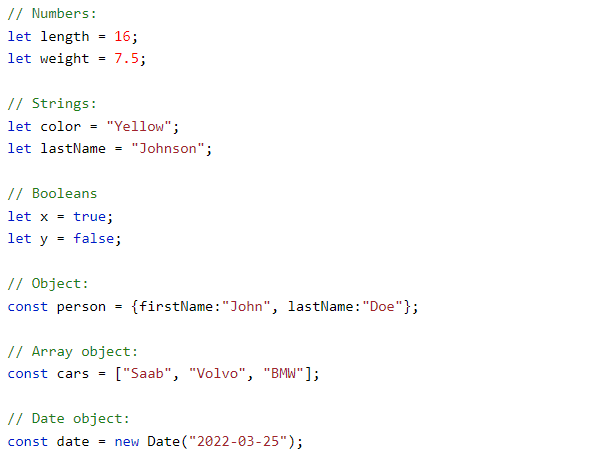 // Numbers:
let length = 16;
let weight = 7.5;
// Strings:
let color = "Yellow";
let lastName = "Johnson";
// Booleans
let x = true;
let y = false;
// Object:
const person = {firstName:"John", lastName:"Doe"};
// Array object:
const cars = ["Saab", "Volvo", "BMW"];
// Date object:
const date = new Date("2022-03-25");